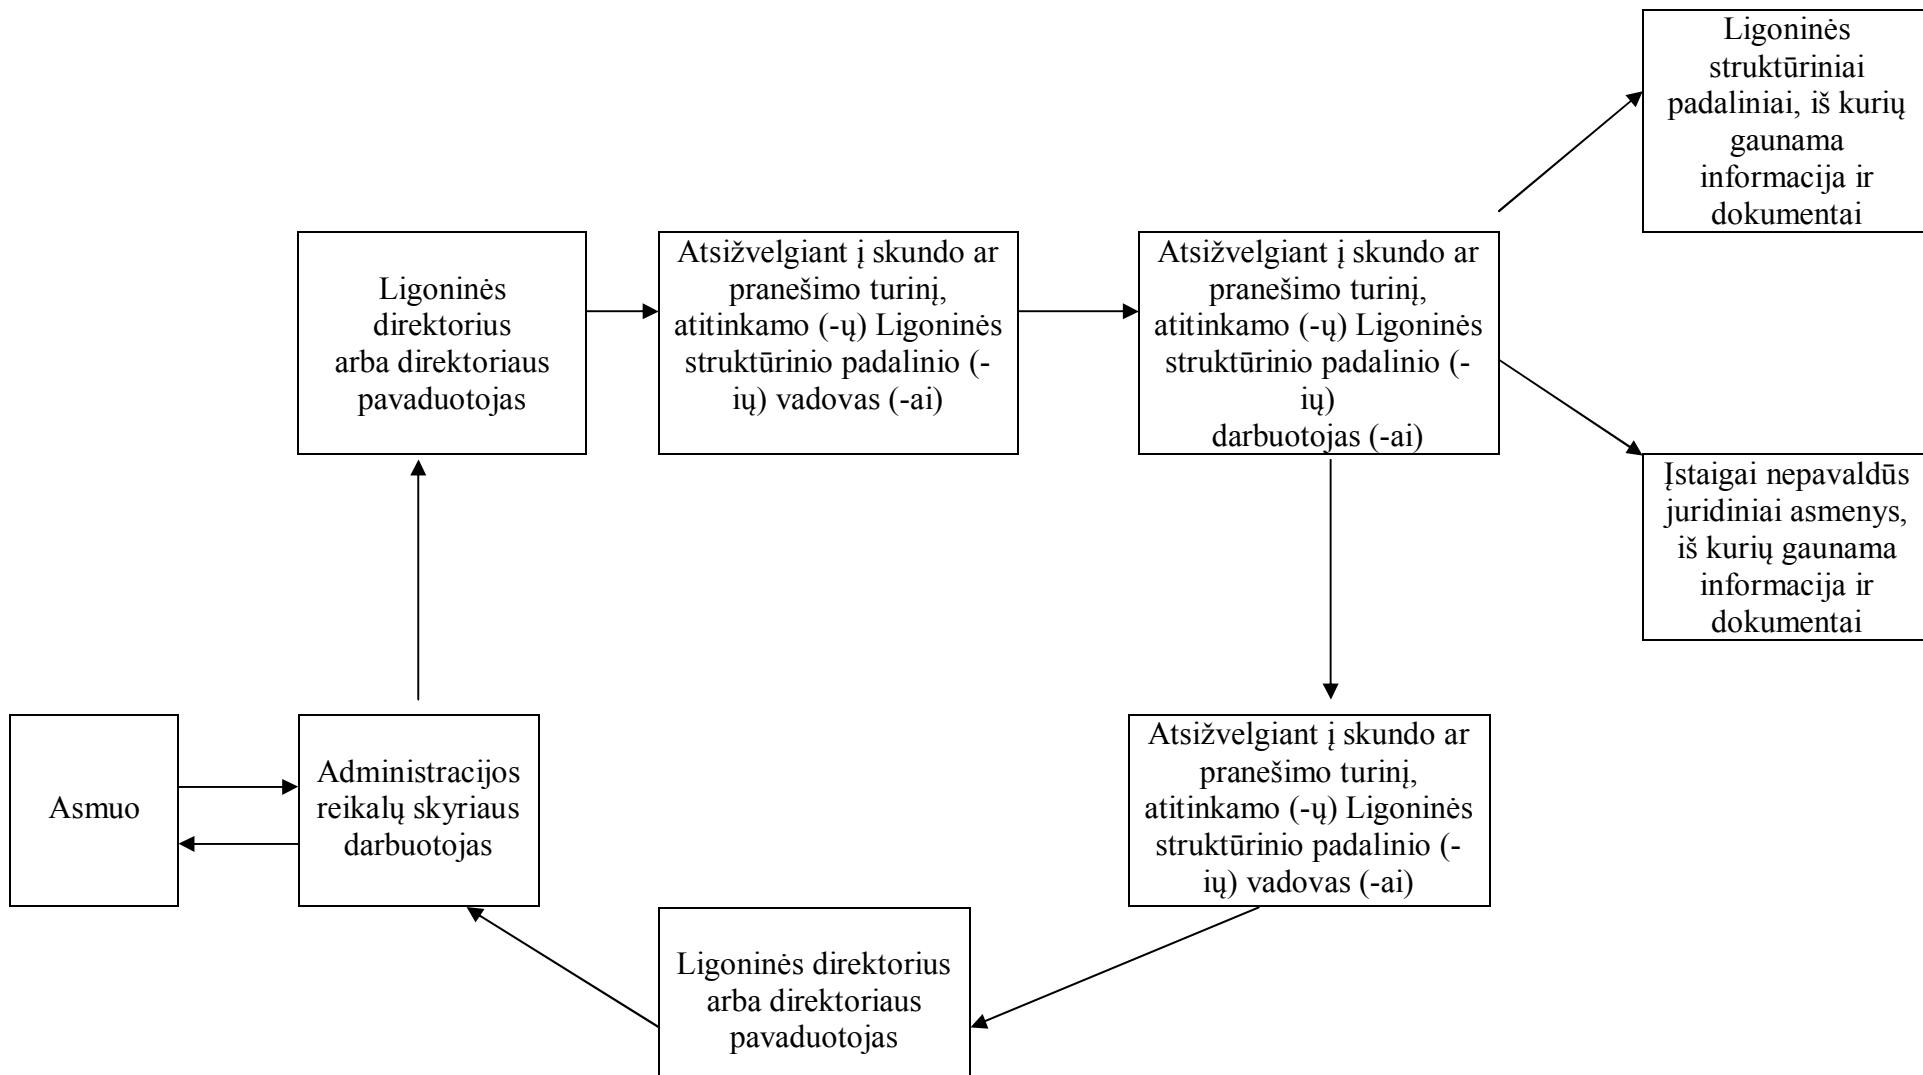 Ligoninės
struktūriniai
padaliniai, iš kurių
gaunama
informacija ir
dokumentai
Ligoninės
direktorius
arba direktoriaus
pavaduotojas
Atsižvelgiant į skundo ar
pranešimo turinį,
atitinkamo (-ų) Ligoninės
struktūrinio padalinio (-
ių) vadovas (-ai)
Atsižvelgiant į skundo ar
pranešimo turinį,
atitinkamo (-ų) Ligoninės
struktūrinio padalinio (-
ių)
darbuotojas (-ai)
Įstaigai nepavaldūs
juridiniai asmenys,
iš kurių gaunama
informacija ir
dokumentai
Asmuo
Administracijos
reikalų skyriaus
darbuotojas
Atsižvelgiant į skundo ar
pranešimo turinį,
atitinkamo (-ų) Ligoninės
struktūrinio padalinio (-
ių) vadovas (-ai)
Ligoninės direktorius
arba direktoriaus
pavaduotojas